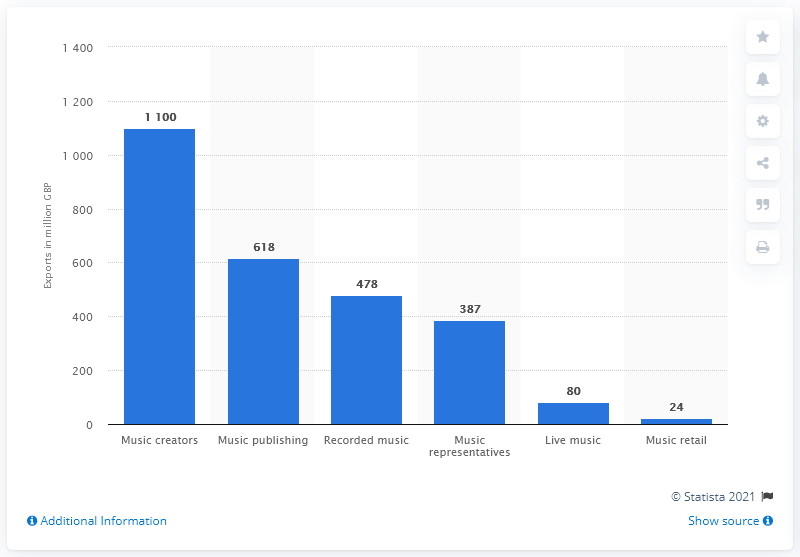 1 400
1 200
1 000
800
600
400
200
0
Exports in million GBP
1 100
618
478
387
80
24
Music creators
Music publishing
Recorded music
Music
representatives
Live music
Music retail
© Statista 2021
Additional Information
Show source